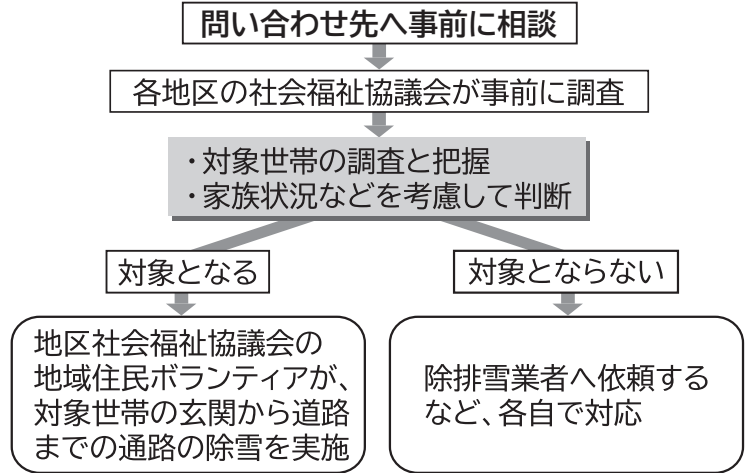 問い合わせ先へ事前に相談
各地区の社会福祉協議会が事前に調査
・対象世帯の調査と把握
・家族状況などを考慮して判断
対象となる
対象とならない
地区社会福祉協議会の
地域住民ボランティアが、
対象世帯の玄関から道路
までの通路の除雪を実施
除排雪業者へ依頼する
など、各自で対応